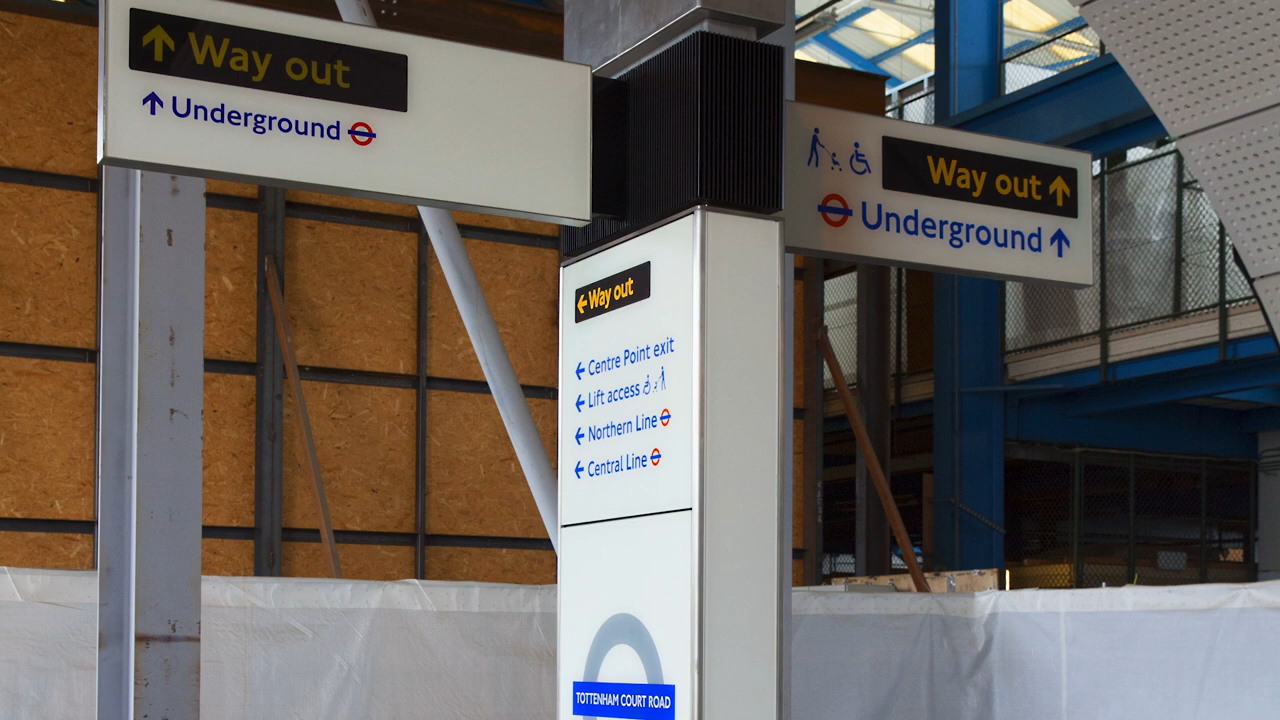 Way out
Underground
Way out
Underground
Way out
Centre Point exit
Lift access
Northern Line
Central Line
TOTTENHAM COURT ROAD